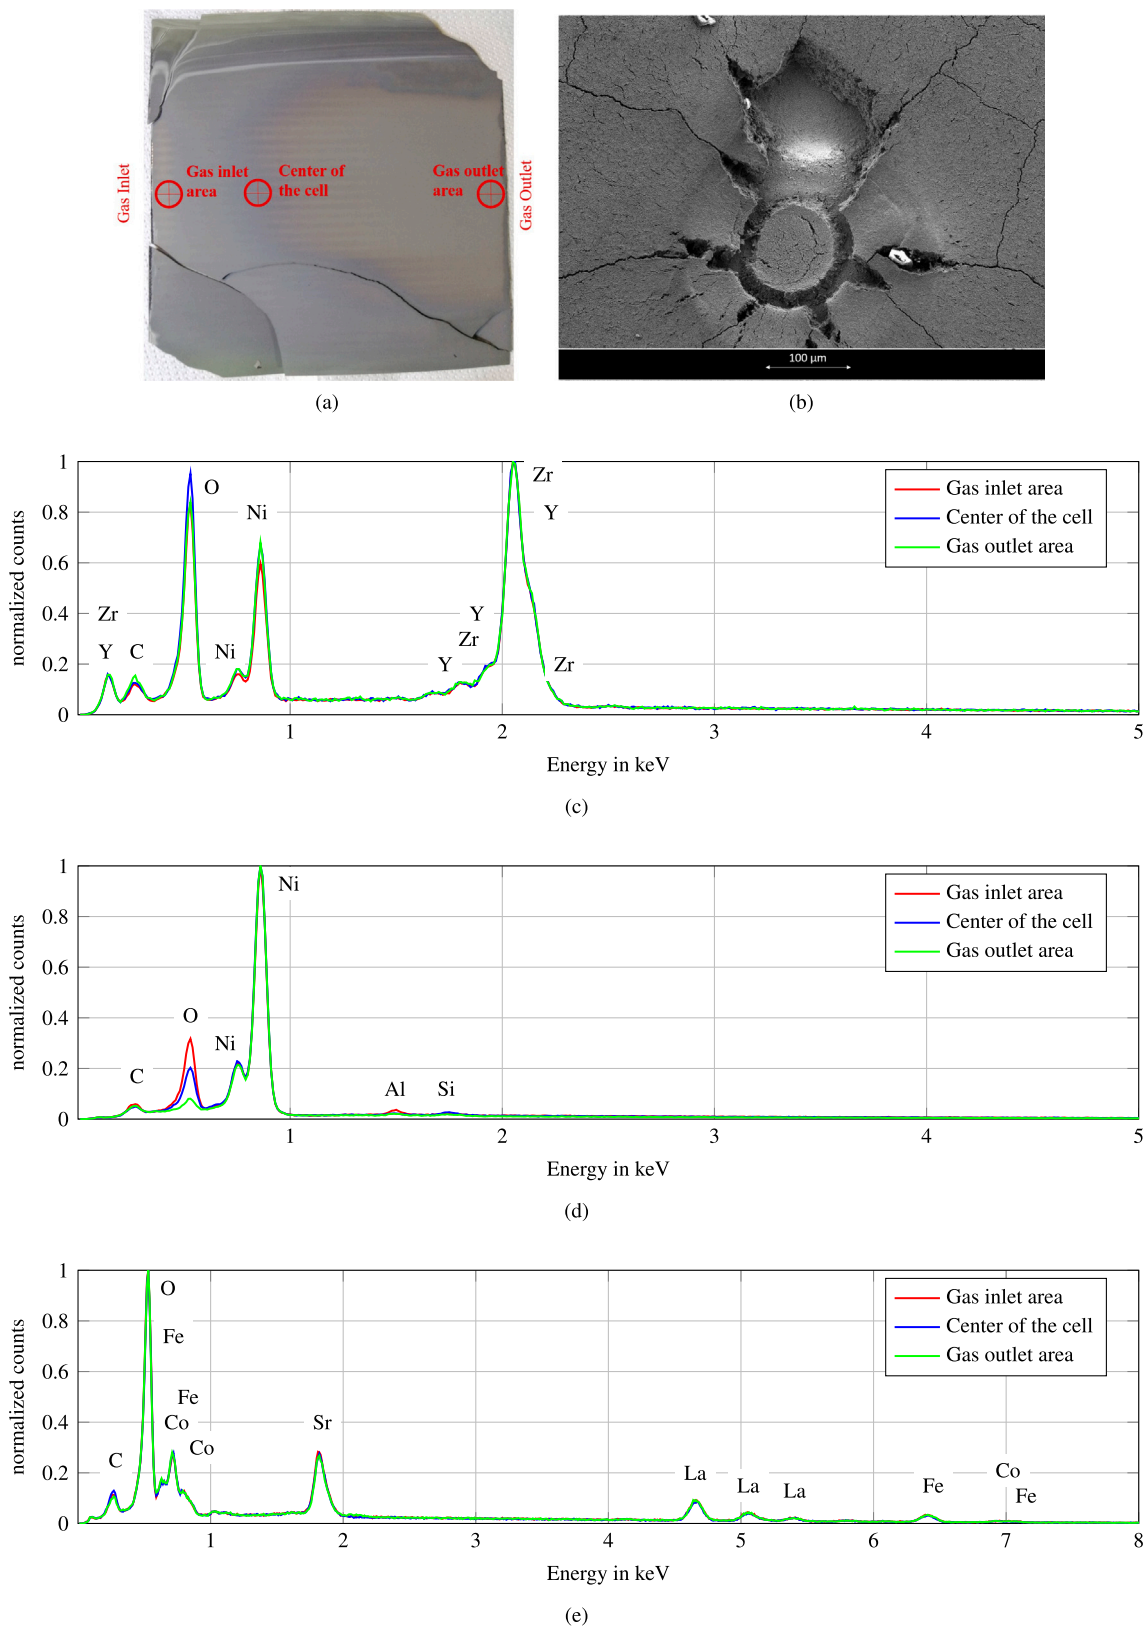 Gas Inlet
Gas inlet
area
Center of
the cell
Gas outlet
area
Gas Outlet
100 µm
(a)
(b)
normalized counts
1
0.8
0.6
0.4
0.2
0
Zr
Y
C
O
Ni
Ni
Y
Zr
Y
Zr
Y
Zr
Gas inlet area
Center of the cell
Gas outlet area
1
2
3
4
5
Energy in keV
(c)
normalized counts
1
0.8
0.6
0.4
0.2
0
C
O
Ni
Ni
Al
Si
Gas inlet area
Center of the cell
Gas outlet area
1
2
3
4
5
Energy in keV
(d)
normalized counts
1
0.8
0.6
0.4
0.2
0
C
O
Fe
Fe
Co
Co
Sr
La
La
La
Fe
Co
Fe
Gas inlet area
Center of the cell
Gas outlet area
1
2
3
4
5
6
7
8
Energy in keV
(e)